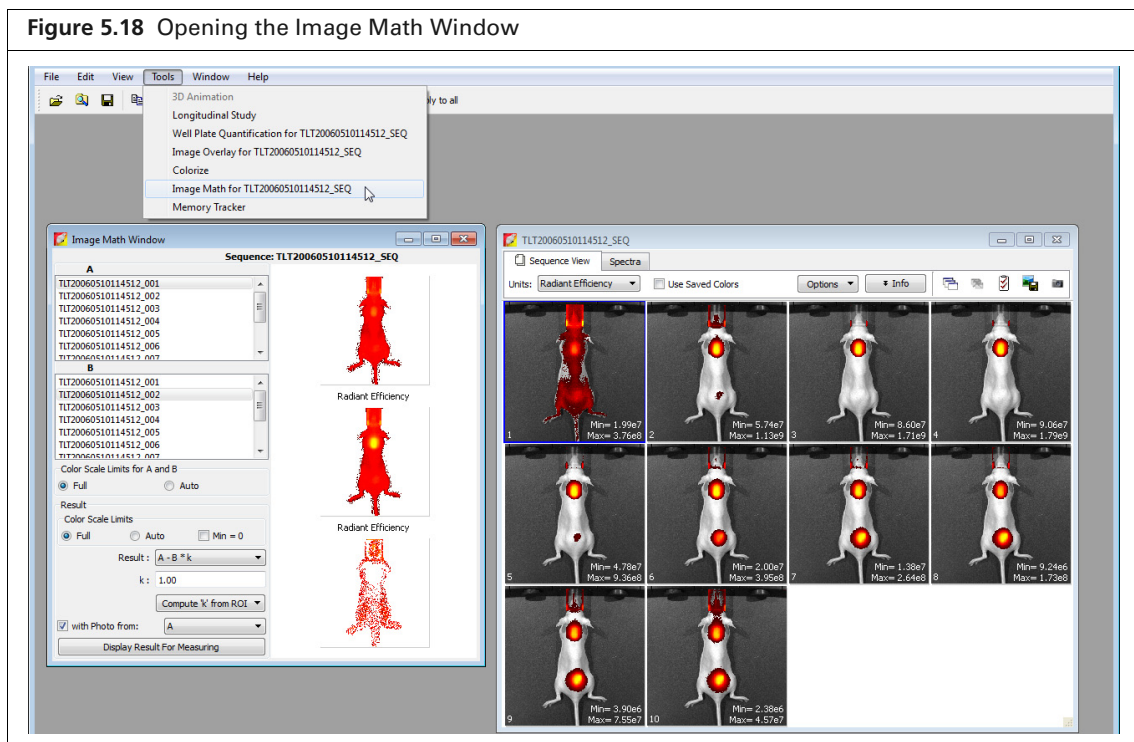 Figure 5.18 Opening the Image Math Window
File Edit View Tools Window Help
ly to all
3D Animation
Longitudinal Study
Well Plate Quantification for TLT20060510114512_SEQ
Image Overlay for TLT20060510114512_SEQ
Colorize
Image Math for TLT20060510114512_SEQ
Memory Tracker
Image Math Window
Sequence: TLT20060510114512_SEQ
A
TLT20060510114512_001
TLT20060510114512_002
TLT20060510114512_003
TLT20060510114512_004
TLT20060510114512_005
TLT20060510114512_006
TLT20060510114512_007
B
TLT20060510114512_001
TLT20060510114512_002
TLT20060510114512_003
TLT20060510114512_004
TLT20060510114512_005
TLT20060510114512_006
TLT20060510114512_007
Color Scale Limits for A and B
Full Auto
Result
Color Scale Limits
Full Auto Min = 0
Result : A - B * k
k : 1.00
Compute 'k' from ROI
with Photo from: A
Display Result For Measuring
Radiant Efficiency
Radiant Efficiency
TLT20060510114512_SEQ
Sequence View Spectra
Units: Radiant Efficiency Use Saved Colors Options Info
Min= 1.99e7
1 Max= 3.76e8
Min= 5.74e7
2 Max= 1.13e9
Min= 8.60e7
3 Max= 1.71e9
Min= 9.06e7
4 Max= 1.79e9
Min= 4.78e7
5 Max= 9.36e8
Min= 2.00e7
6 Max= 3.95e8
Min= 1.38e7
7 Max= 2.64e8
Min= 9.24e6
8 Max= 1.73e8
Min= 3.90e6
9 Max= 7.55e7
Min= 2.38e6
10 Max= 4.57e7